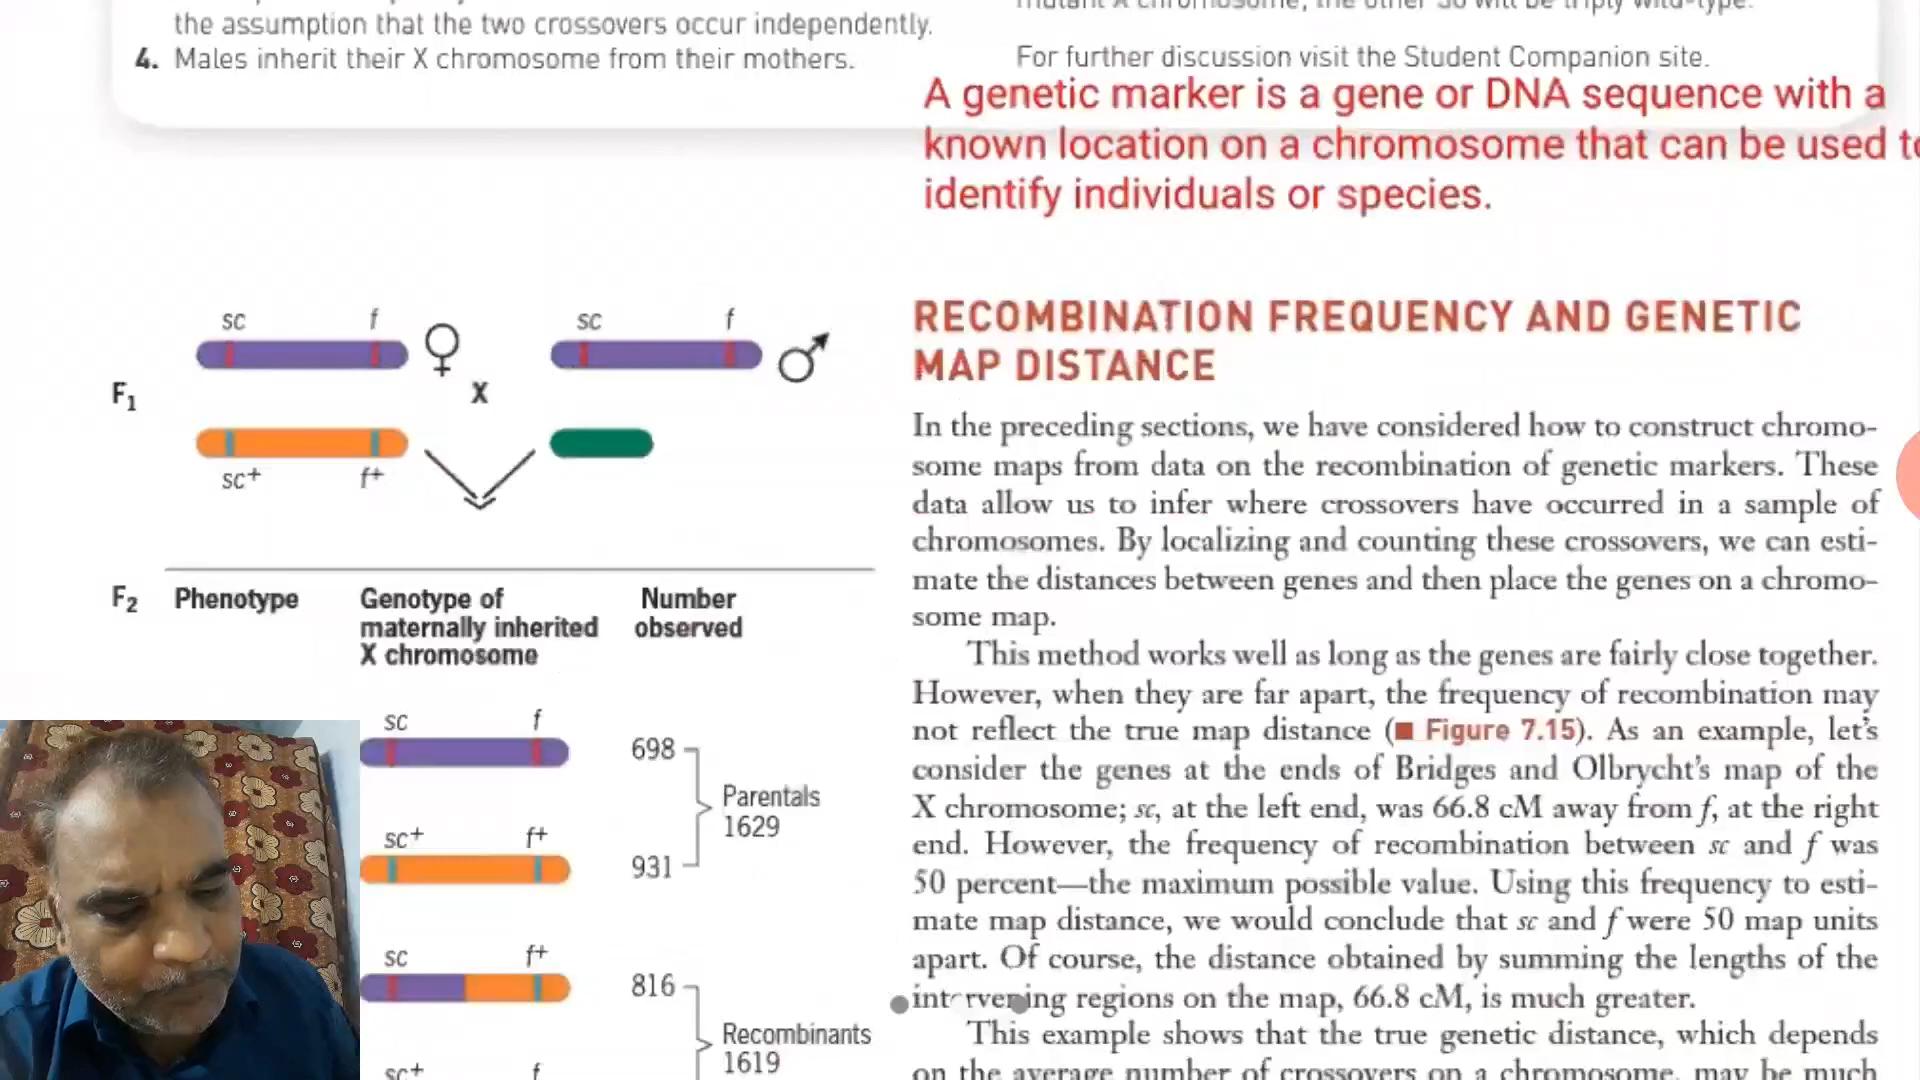 the assumption that the two crossovers occur independently.
4. Males inherit their X chromosome from their mothers.
For further discussion visit the Student Companion site.
A genetic marker is a gene or DNA sequence with a
known location on a chromosome that can be used to
identify individuals or species.
sc f
sc f
F1
X
sc+ f+
F2 Phenotype Genotype of
maternally inherited
X chromosome
Number
observed
sc f
698
Parentals
1629
sc+ f+
931
sc f+
816
Recombinants
1619
sc+ f
RECOMBINATION FREQUENCY AND GENETIC
MAP DISTANCE
In the preceding sections, we have considered how to construct chromo-
some maps from data on the recombination of genetic markers. These
data allow us to infer where crossovers have occurred in a sample of
chromosomes. By localizing and counting these crossovers, we can esti-
mate the distances between genes and then place the genes on a chromo-
some map.
This method works well as long as the genes are fairly close together.
However, when they are far apart, the frequency of recombination may
not reflect the true map distance (■ Figure 7.15). As an example, let's
consider the genes at the ends of Bridges and Olbrycht's map of the
X chromosome; sc, at the left end, was 66.8 cM away from f, at the right
end. However, the frequency of recombination between sc and f was
50 percent—the maximum possible value. Using this frequency to esti-
mate map distance, we would conclude that sc and f were 50 map units
apart. Of course, the distance obtained by summing the lengths of the
intervening regions on the map, 66.8 cM, is much greater.
This example shows that the true genetic distance, which depends
on the average number of crossovers on a chromosome, may be much